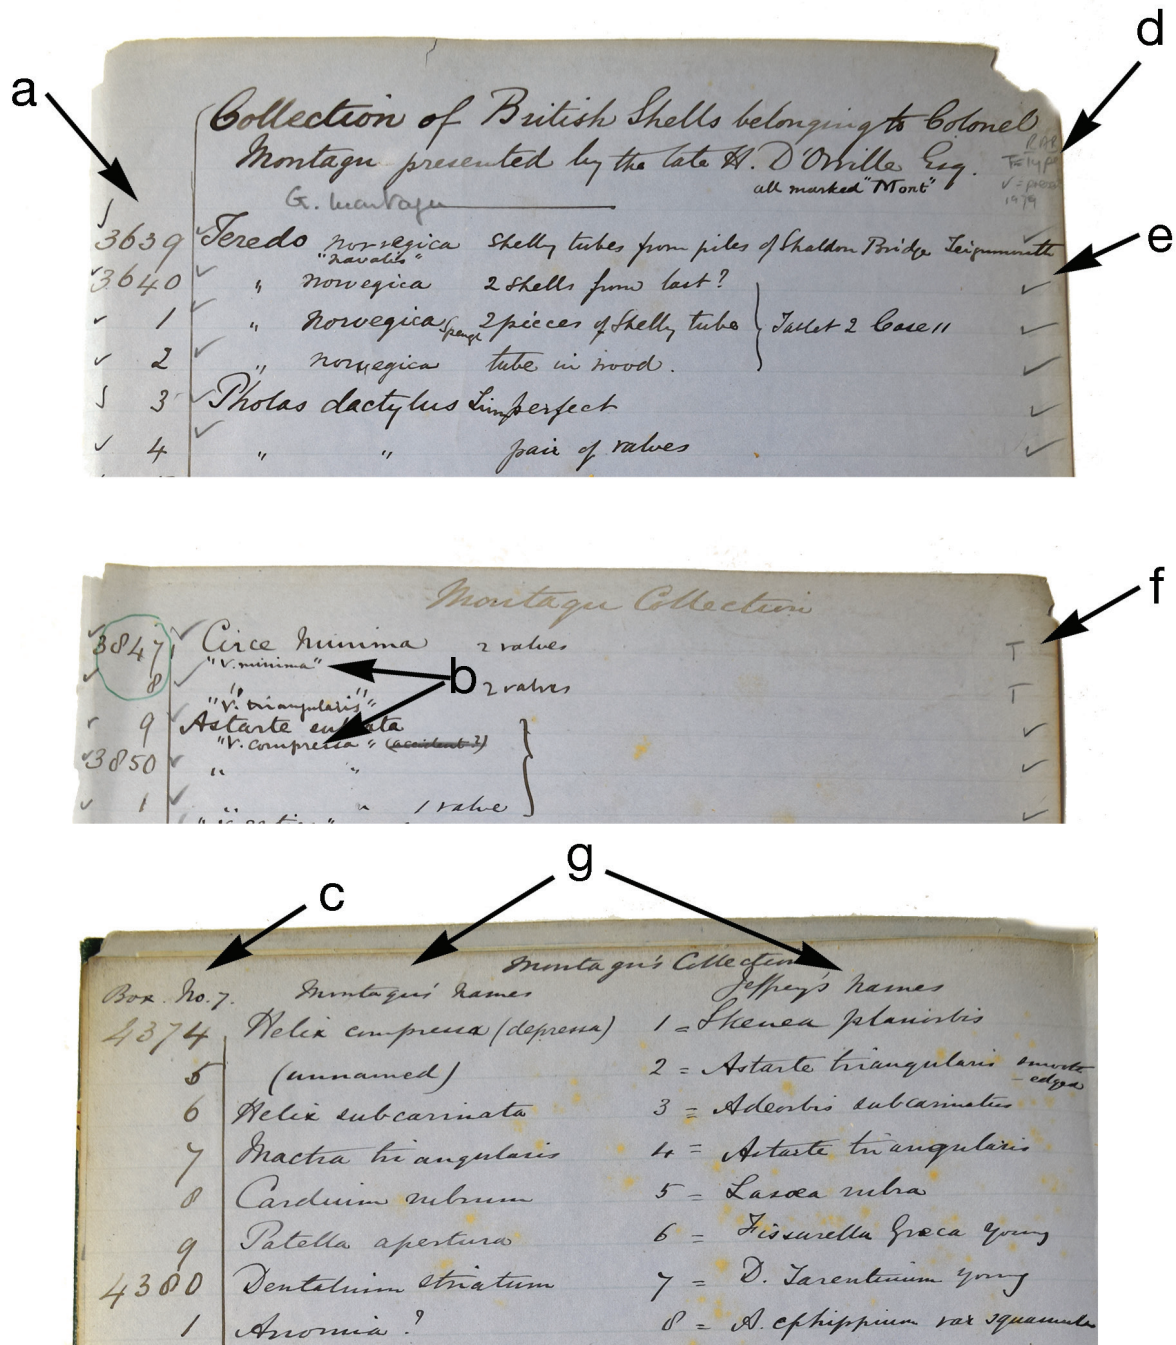 a
d
Collection of British Shells belonging to Colonel
Montagu presented by the late H. D'Orville Esq.
all marked "Mont"
T=type
1979
G. Montagu
3639 Teredo norvegica Shelly tubes from piles of Shaldon Bridge Teignmouth
"navalis"
e
3640 " norvegica 2 Shells from last?
1 " norvegica 2 pieces of Shelly tube } Tablet 2 Case 11
2 " norvegica tube in wood.
3 Pholas dactylus imperfect
4 " " pair of valves
f
Montagu Collection
3847 Circe minima 2 valves T
"V. minima"
b
8 " 2 valves T
"V. triangularis"
9 Astarte
"V. compressa" (accident?)
3850 " "
1 " " 1 valve
g
c
Montagu's Collection
Box No. 7. Montagu's Names Jeffrey's Names
4374 Helix compressa (depressa) 1 = Skenea planorbis
5 (unnamed) 2 = Astarte triangularis smooth
- edged
6 Helix subcarinata 3 = Adeorbis subcarinatus
7 Mactra triangularis 4 = Astarte triangularis
8 Cardium rubrum 5 = Lasæa rubra
9 Patella apertura 6 = Fissurella Græca young
4380 Dentalium striatum 7 = D. Tarentinum young
1 Anomia? 8 = A. ephippium var squamula